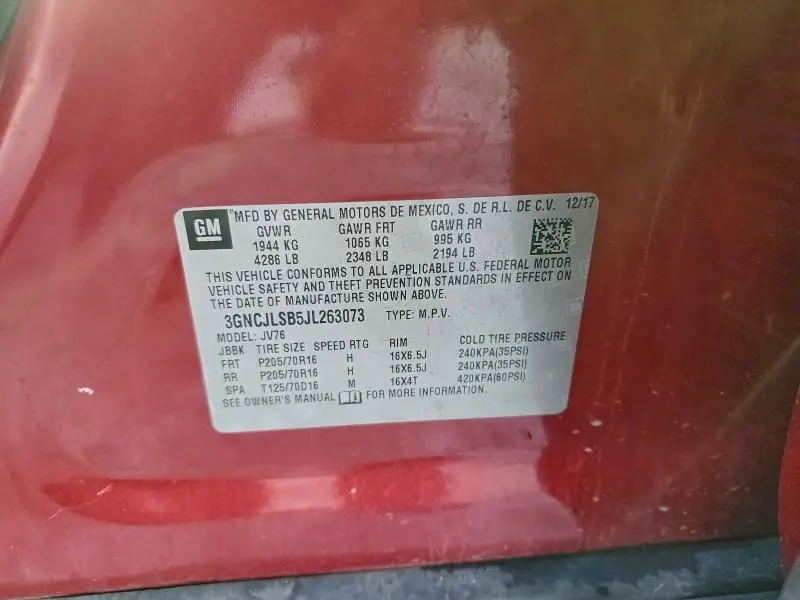 GM
MFD BY GENERAL MOTORS DE MEXICO, S. DE R.L. DE C.V. 12/17
GVWR GAWR FRT GAWR RR
1944 KG 1065 KG 995 KG
4286 LB 2348 LB 2194 LB
THIS VEHICLE CONFORMS TO ALL APPLICABLE U.S. FEDERAL MOTOR
VEHICLE SAFETY AND THEFT PREVENTION STANDARDS IN EFFECT ON
THE DATE OF MANUFACTURE SHOWN ABOVE.
3GNCJLSB5JL263073 TYPE: M.P.V.
MODEL: JV76
JBBK TIRE SIZE SPEED RTG RIM COLD TIRE PRESSURE
FRT P205/70R16 H 16X6.5J 240KPA(35PSI)
RR P205/70R16 H 16X6.5J 240KPA(35PSI)
SPA T125/70D16 M 16X4T 420KPA(60PSI)
SEE OWNER'S MANUAL FOR MORE INFORMATION.